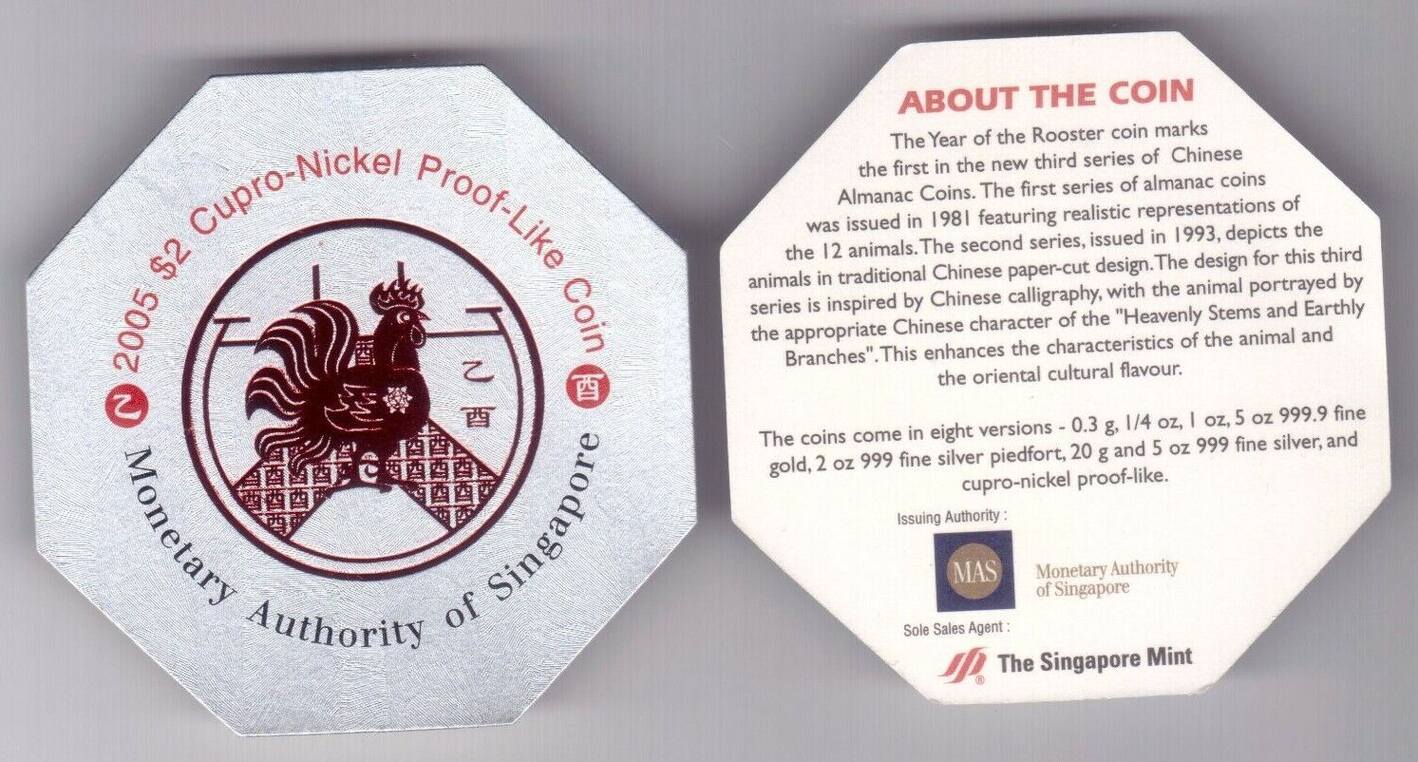 乙 2005 $2 Cupro-Nickel Proof-Like Coin 酉
乙
酉
Monetary Authority of Singapore
ABOUT THE COIN
The Year of the Rooster coin marks
the first in the new third series of Chinese
Almanac Coins. The first series of almanac coins
was issued in 1981 featuring realistic representations of
the 12 animals. The second series, issued in 1993, depicts the
animals in traditional Chinese paper-cut design. The design for this third
series is inspired by Chinese calligraphy, with the animal portrayed by
the appropriate Chinese character of the "Heavenly Stems and Earthly
Branches". This enhances the characteristics of the animal and
the oriental cultural flavour.
The coins come in eight versions - 0.3 g, 1/4 oz, 1 oz, 5 oz 999.9 fine
gold, 2 oz 999 fine silver piedfort, 20 g and 5 oz 999 fine silver, and
cupro-nickel proof-like.
Issuing Authority :
MAS
Monetary Authority
of Singapore
Sole Sales Agent :
The Singapore Mint